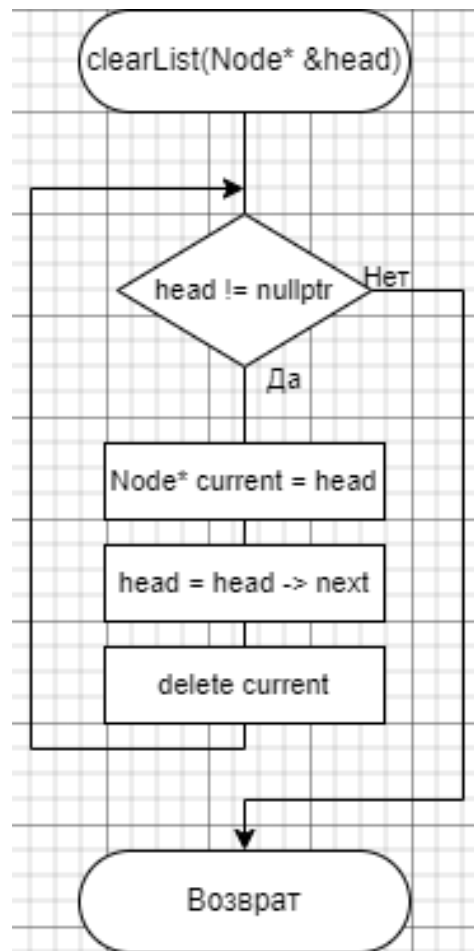 clearList(Node* &head)
head != nullptr
Нет
Да
Node* current = head
head = head -> next
delete current
Возврат